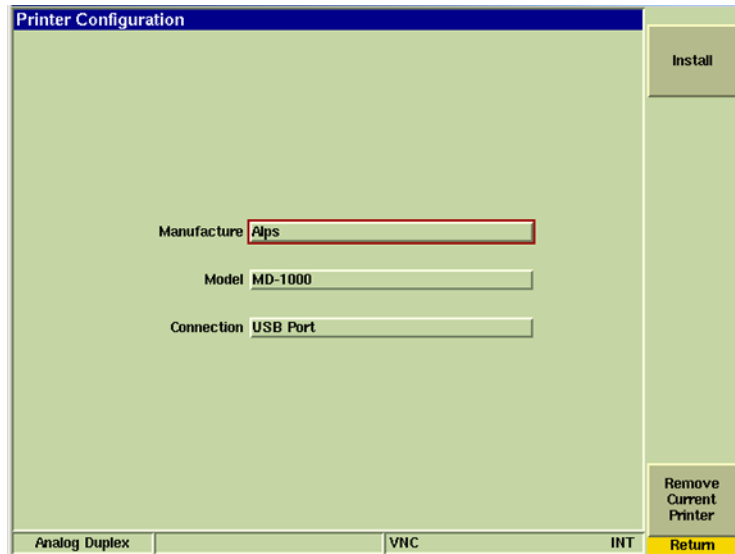 Printer Configuration
Install
Manufacture Alps
Model MD-1000
Connection USB Port
Remove
Current
Printer
Analog Duplex VNC INT
Return